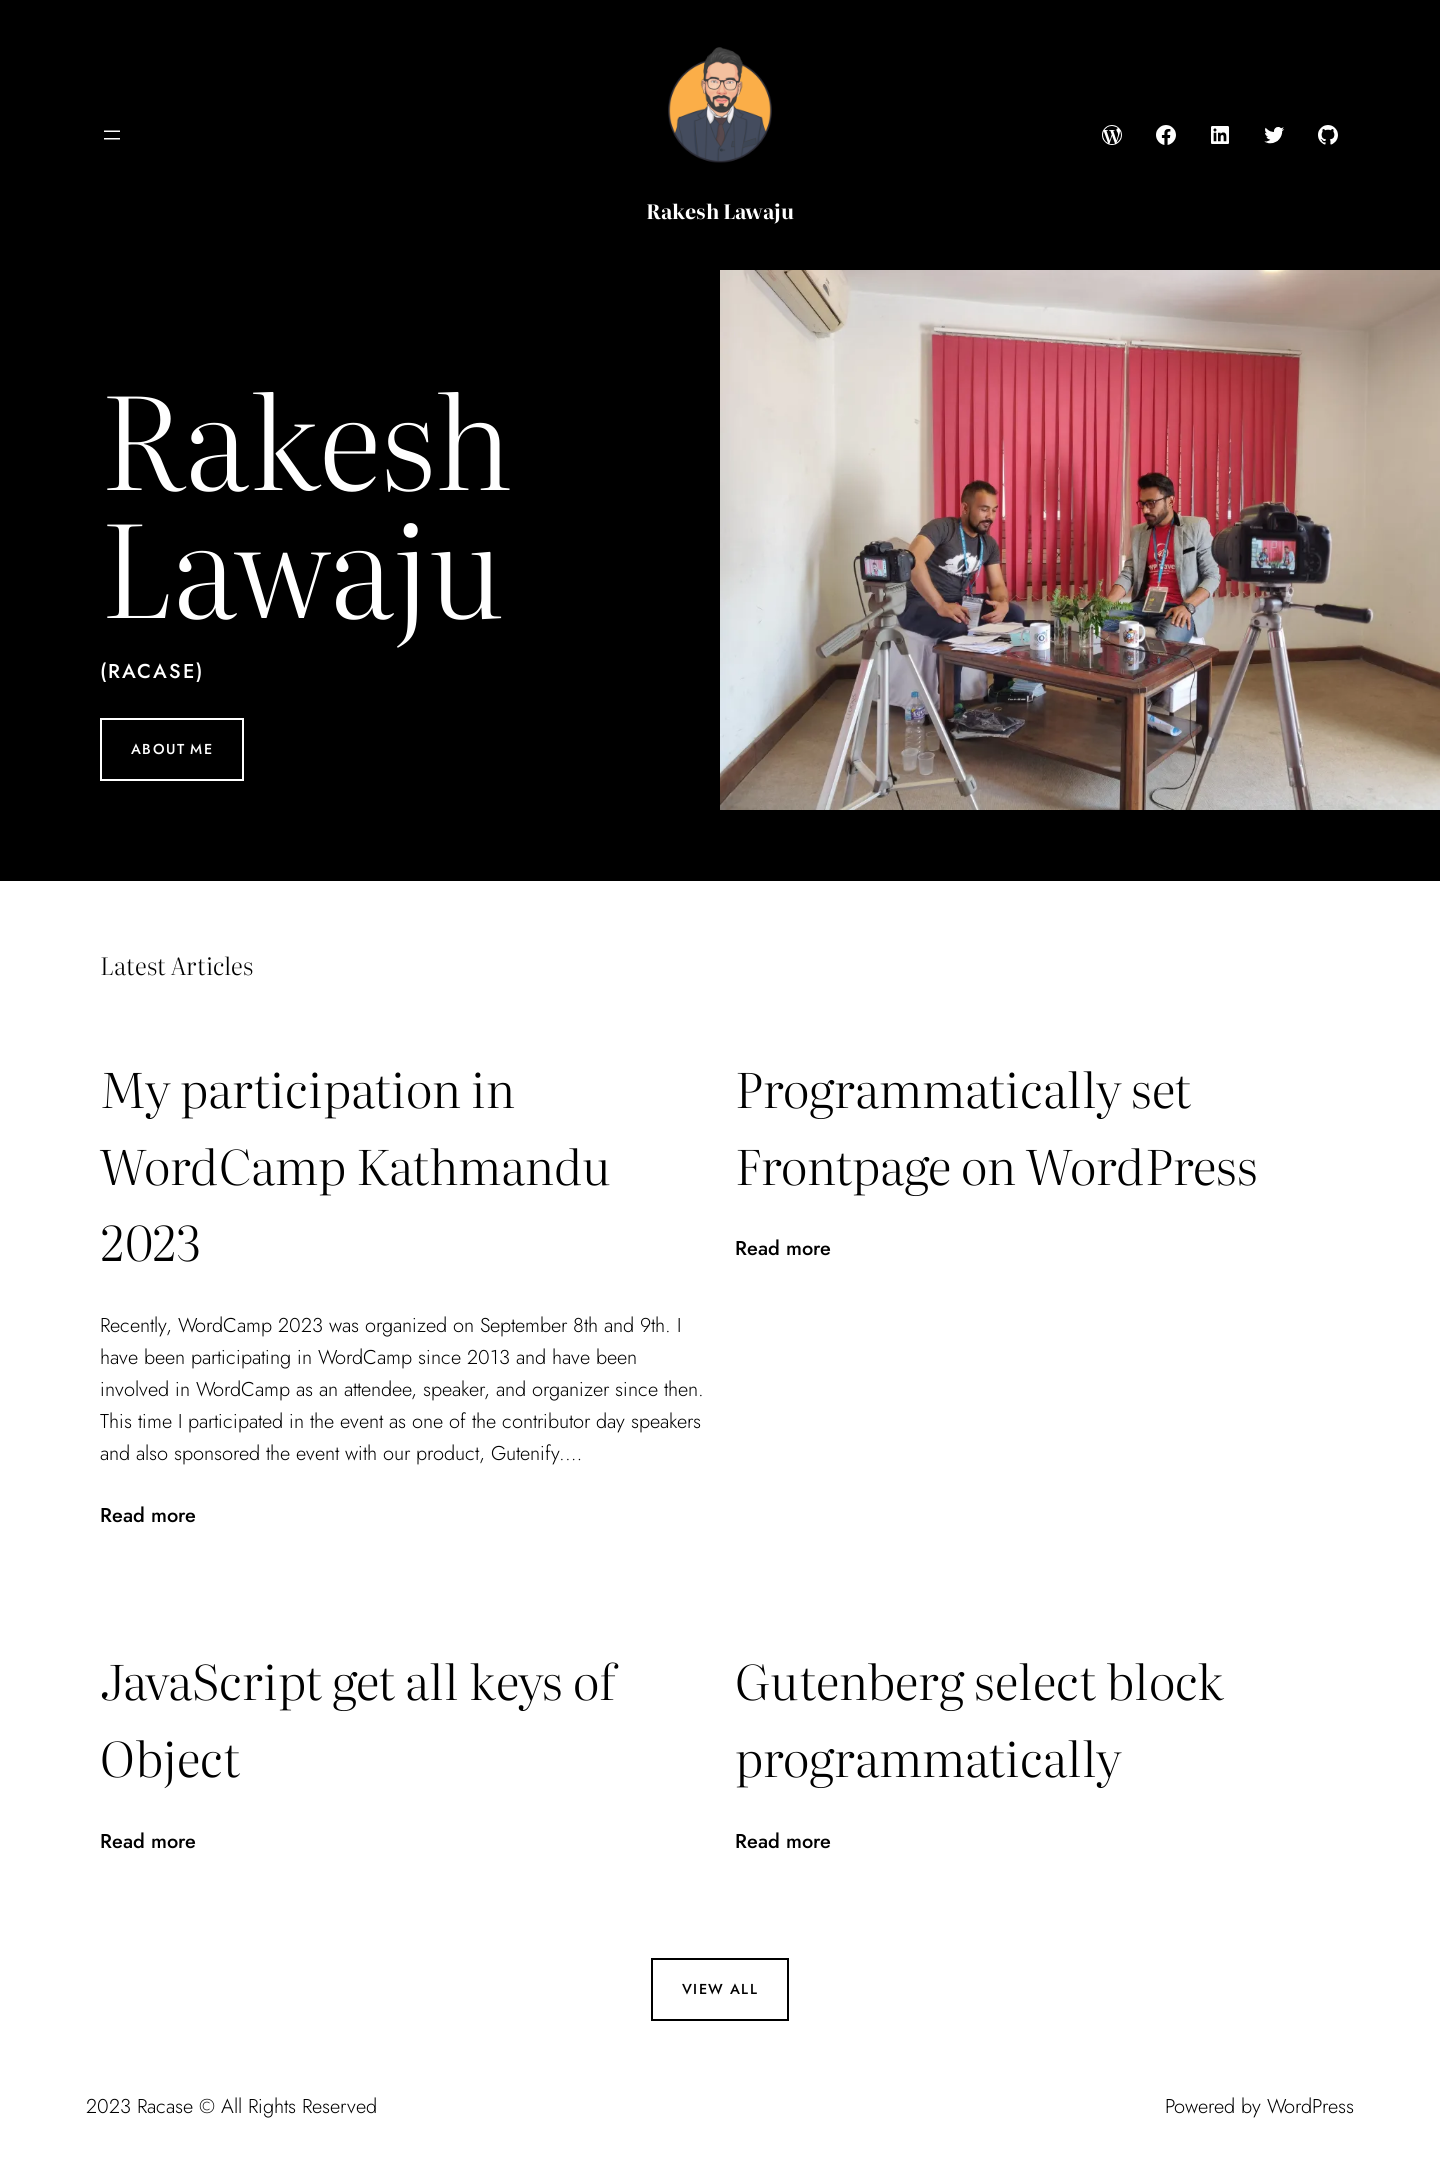 Rakesh Lawaju
Rakesh
Lawaju
(RACASE)
ABOUT ME
Latest Articles
My participation in
WordCamp Kathmandu
2023
Recently, WordCamp 2023 was organized on September 8th and 9th. I
have been participating in WordCamp since 2013 and have been
involved in WordCamp as an attendee, speaker, and organizer since then.
This time I participated in the event as one of the contributor day speakers
and also sponsored the event with our product, Gutenify.…
Read more
Programmatically set
Frontpage on WordPress
Read more
JavaScript get all keys of
Object
Read more
Gutenberg select block
programmatically
Read more
VIEW ALL
2023 Racase © All Rights Reserved
Powered by WordPress